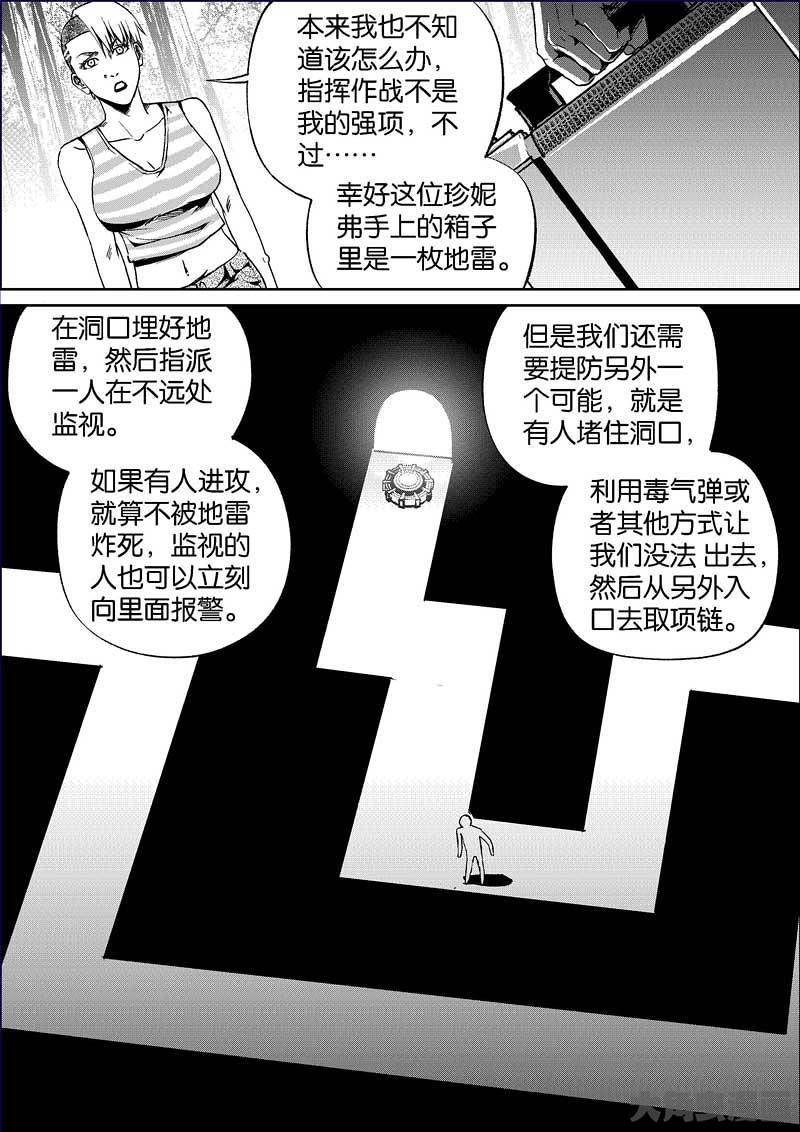 本来我也不知
道该怎么办，
指挥作战不是
我的强项，不
过……
幸好这位珍妮
弗手上的箱子
里是一枚地雷。
在洞口埋好地
雷，然后指派
一人在不远处
监视。
如果有人进攻，
就算不被地雷
炸死，监视的
人也可以立刻
向里面报警。
但是我们还需
要提防另外一
个可能，就是
有人堵住洞口，
利用毒气弹或
者其他方式让
我们没法 出去，
然后从另外入
口去取项链。